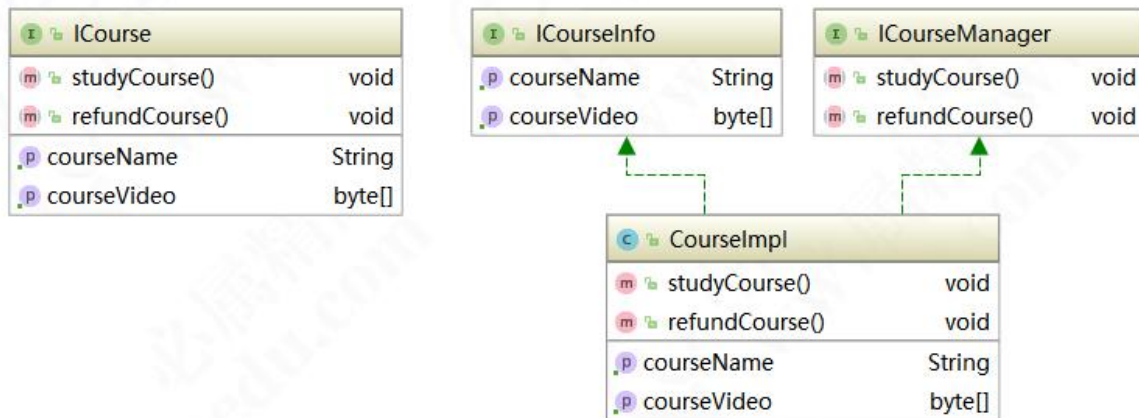 ICourse
studyCourse() void
refundCourse() void
courseName String
courseVideo byte[]
ICourseInfo
courseName String
courseVideo byte[]
ICourseManager
studyCourse() void
refundCourse() void
CourseImpl
studyCourse() void
refundCourse() void
courseName String
courseVideo byte[]